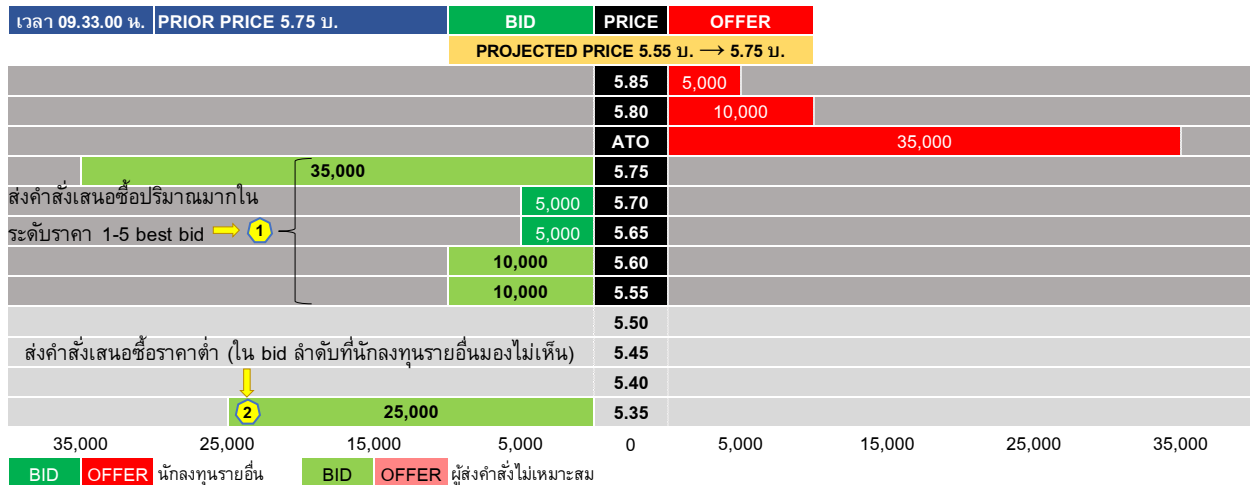 เวลา 09.33.00 น. PRIOR PRICE 5.75 บ. BID PRICE OFFER
PROJECTED PRICE 5.55 บ. → 5.75 บ.
5.85 5,000
5.80 10,000
ATO 35,000
35,000 5.75
ส่งคำสั่งเสนอซื้อปริมาณมากใน 5,000 5.70
ระดับราคา 1-5 best bid 1 5,000 5.65
10,000 5.60
10,000 5.55
5.50
ส่งคำสั่งเสนอซื้อราคาต่ำ (ใน bid ลำดับที่นักลงทุนรายอื่นมองไม่เห็น) 5.45
5.40
2 25,000 5.35
35,000 25,000 15,000 5,000 0 5,000 15,000 25,000 35,000
BID OFFER นักลงทุนรายอื่น BID OFFER ผู้ส่งคำสั่งไม่เหมาะสม